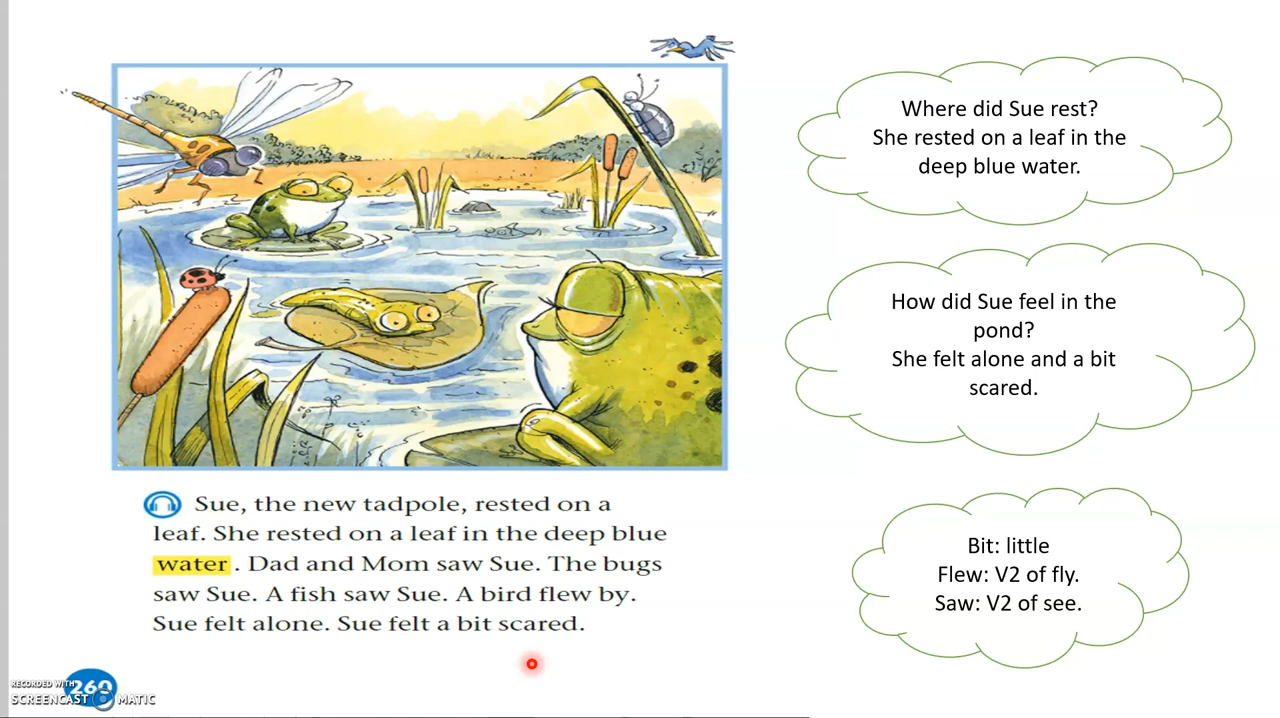 Sue, the new tadpole, rested on a
leaf. She rested on a leaf in the deep blue
water . Dad and Mom saw Sue. The bugs
saw Sue. A fish saw Sue. A bird flew by.
Sue felt alone. Sue felt a bit scared.
260
RECORDED WITH
SCREENCAST MATIC
Where did Sue rest?
She rested on a leaf in the
deep blue water.
How did Sue feel in the
pond?
She felt alone and a bit
scared.
Bit: little
Flew: V2 of fly.
Saw: V2 of see.